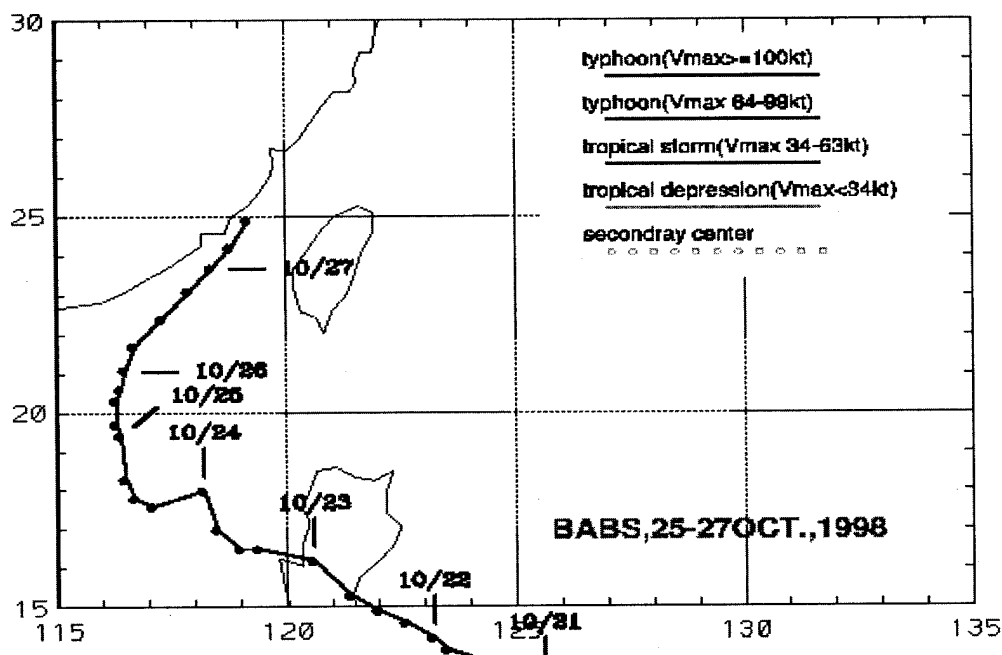 30
typhoon(Vmax>=100kt)
typhoon(Vmax 64-99kt)
tropical storm(Vmax 34-63kt)
tropical depression(Vmax<34kt)
secondray center
25
10/27
10/26
10/25
20
10/24
10/23
BABS,25-27OCT.,1998
10/22
15
10/21
115 120 125 130 135